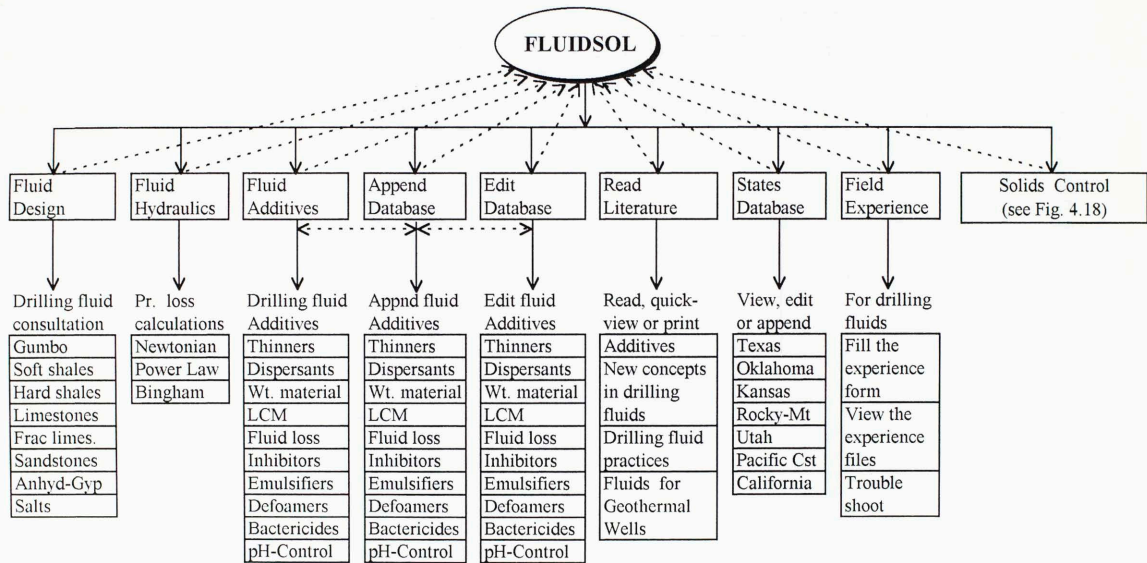 FLUIDSOL
Fluid
Design
Fluid
Hydraulics
Fluid
Additives
Append
Database
Edit
Database
Read
Literature
States
Database
Field
Experience
Solids Control
(see Fig. 4.18)
Drilling fluid
consultation
Gumbo
Soft shales
Hard shales
Limestones
Frac limes.
Sandstones
Anhyd-Gyp
Salts
Pr. loss
calculations
Newtonian
Power Law
Bingham
Drilling fluid
Additives
Thinners
Dispersants
Wt. material
LCM
Fluid loss
Inhibitors
Emulsifiers
Defoamers
Bactericides
pH-Control
Appnd fluid
Additives
Thinners
Dispersants
Wt. material
LCM
Fluid loss
Inhibitors
Emulsifiers
Defoamers
Bactericides
pH-Control
Edit fluid
Additives
Thinners
Dispersants
Wt. material
LCM
Fluid loss
Inhibitors
Emulsifiers
Defoamers
Bactericides
pH-Control
Read, quick-
view or print
Additives
New concepts
in drilling
fluids
Drilling fluid
practices
Fluids for
Geothermal
Wells
View, edit
or append
Texas
Oklahoma
Kansas
Rocky-Mt
Utah
Pacific Cst
California
For drilling
fluids
Fill the
experience
form
View the
experience
files
Trouble
shoot